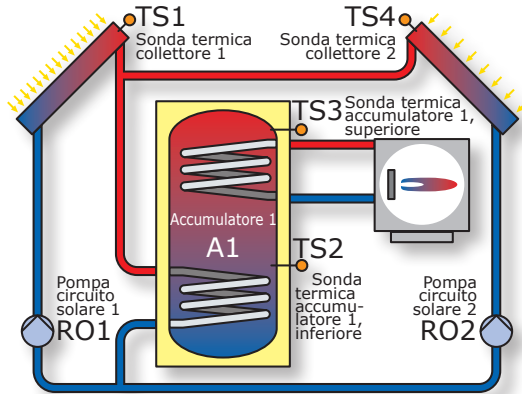 TS1
Sonda termica
collettore 1
TS4
Sonda termica
collettore 2
TS3 Sonda termica
accumulatore 1,
superiore
Accumulatore 1
A1
TS2
Sonda
termica
accumu-
latore 1,
inferiore
Pompa
circuito
solare 1
RO1
Pompa
circuito
solare 2
RO2